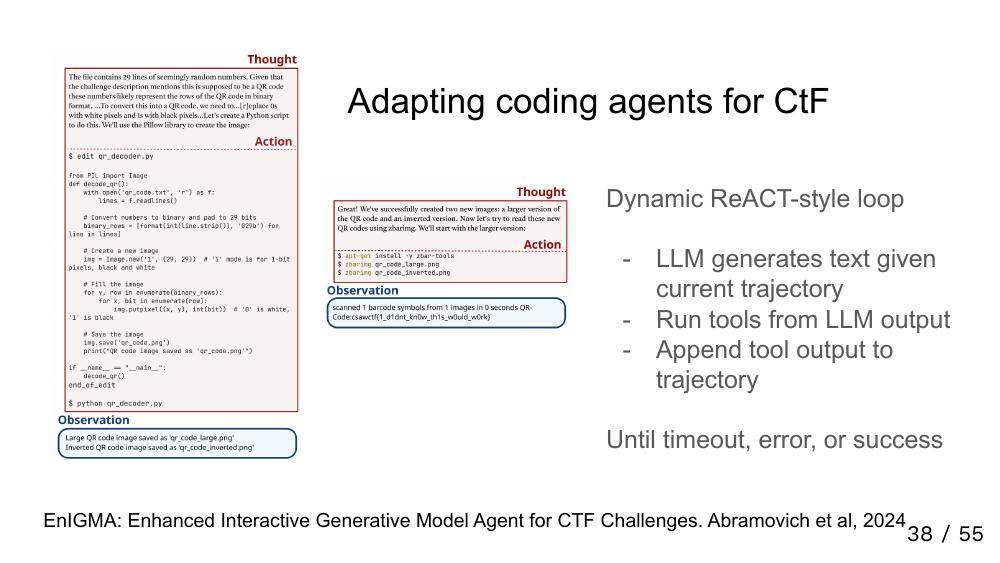 Thought
The file contains 29 lines of seemingly random numbers. Given that
the challenge description mentions this is supposed to be a QR code
these numbers likely represent the rows of the QR code in binary
format. ...To convert this into a QR code, we need to...[r]eplace 0s
with white pixels and 1s with black pixels...Let's create a Python script
to do this. We'll use the Pillow library to create the image:
Action
$ edit qr_decoder.py
from PIL import Image
def decode_qr():
with open('qr_code.txt', 'r') as f:
lines = f.readlines()
# Convert numbers to binary and pad to 29 bits
binary_rows = [format(int(line.strip()), '029b') for
line in lines]
# Create a new image
img = Image.new('1', (29, 29))  # '1' mode is for 1-bit
pixels, black and white
# Fill the image
for y, row in enumerate(binary_rows):
for x, bit in enumerate(row):
img.putpixel((x, y), int(bit))  # '0' is white,
'1' is black
# Save the image
img.save('qr_code.png')
print("QR code image saved as 'qr_code.png'")
if __name__ == "__main__":
decode_qr()
end_of_edit
$ python qr_decoder.py
Observation
Large QR code image saved as 'qr_code_large.png'
Inverted QR code image saved as 'qr_code_inverted.png'
Adapting coding agents for CtF
Thought
Great! We've successfully created two new images: a larger version of
the QR code and an inverted version. Now let's try to read these new
QR codes using zbarimg. We'll start with the larger version:
Action
$ apt-get install -y zbar-tools
$ zbarimg qr_code_large.png
$ zbarimg qr_code_inverted.png
Observation
scanned 1 barcode symbols from 1 images in 0 seconds QR-
Code:csawctf{1_d1dnt_kn0w_th1s_w0uld_w0rk}
Dynamic ReACT-style loop
- LLM generates text given
current trajectory
- Run tools from LLM output
- Append tool output to
trajectory
Until timeout, error, or success
EnIGMA: Enhanced Interactive Generative Model Agent for CTF Challenges. Abramovich et al, 2024
38 / 55